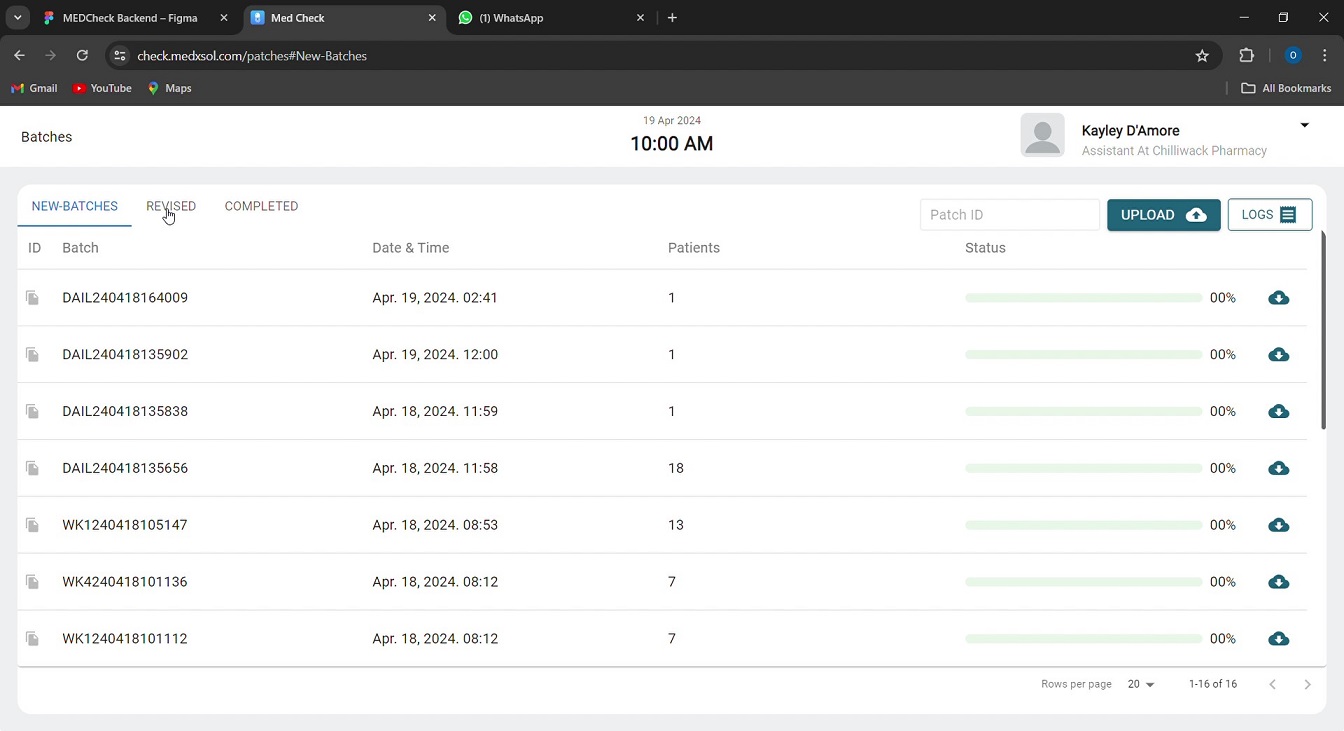 MEDCheck Backend – Figma
Med Check
(1) WhatsApp
check.medxsol.com/patches#New-Batches
O
Gmail
YouTube
Maps
All Bookmarks
Batches
19 Apr 2024
10:00 AM
Kayley D'Amore
Assistant At Chilliwack Pharmacy
NEW-BATCHES
REVISED
COMPLETED
Patch ID
UPLOAD
LOGS
ID Batch Date & Time Patients Status
DAIL240418164009 Apr. 19, 2024. 02:41 1 00%
DAIL240418135902 Apr. 19, 2024. 12:00 1 00%
DAIL240418135838 Apr. 18, 2024. 11:59 1 00%
DAIL240418135656 Apr. 18, 2024. 11:58 18 00%
WK1240418105147 Apr. 18, 2024. 08:53 13 00%
WK4240418101136 Apr. 18, 2024. 08:12 7 00%
WK1240418101112 Apr. 18, 2024. 08:12 7 00%
Rows per page 20 1-16 of 16